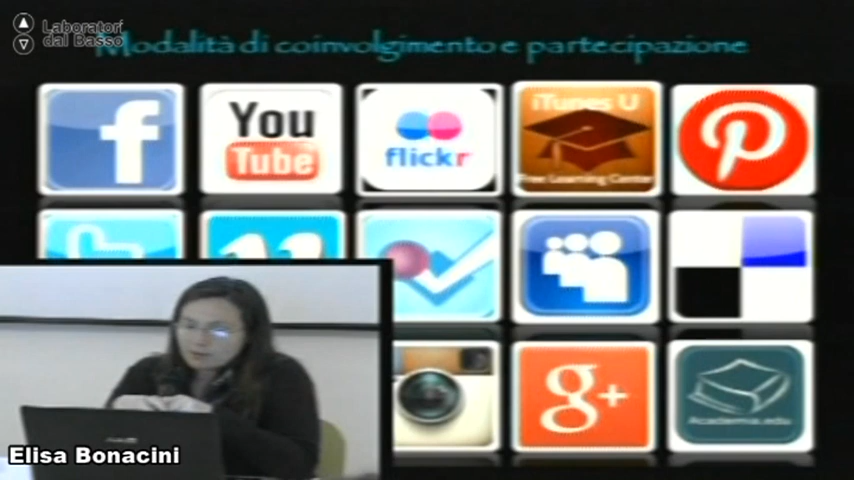 Laboratori
dal Basso
Modalità di coinvolgimento e partecipazione
f
You
Tube
flickr
iTunes U
Free Learning Center
Academia.edu
g+
Elisa Bonacini